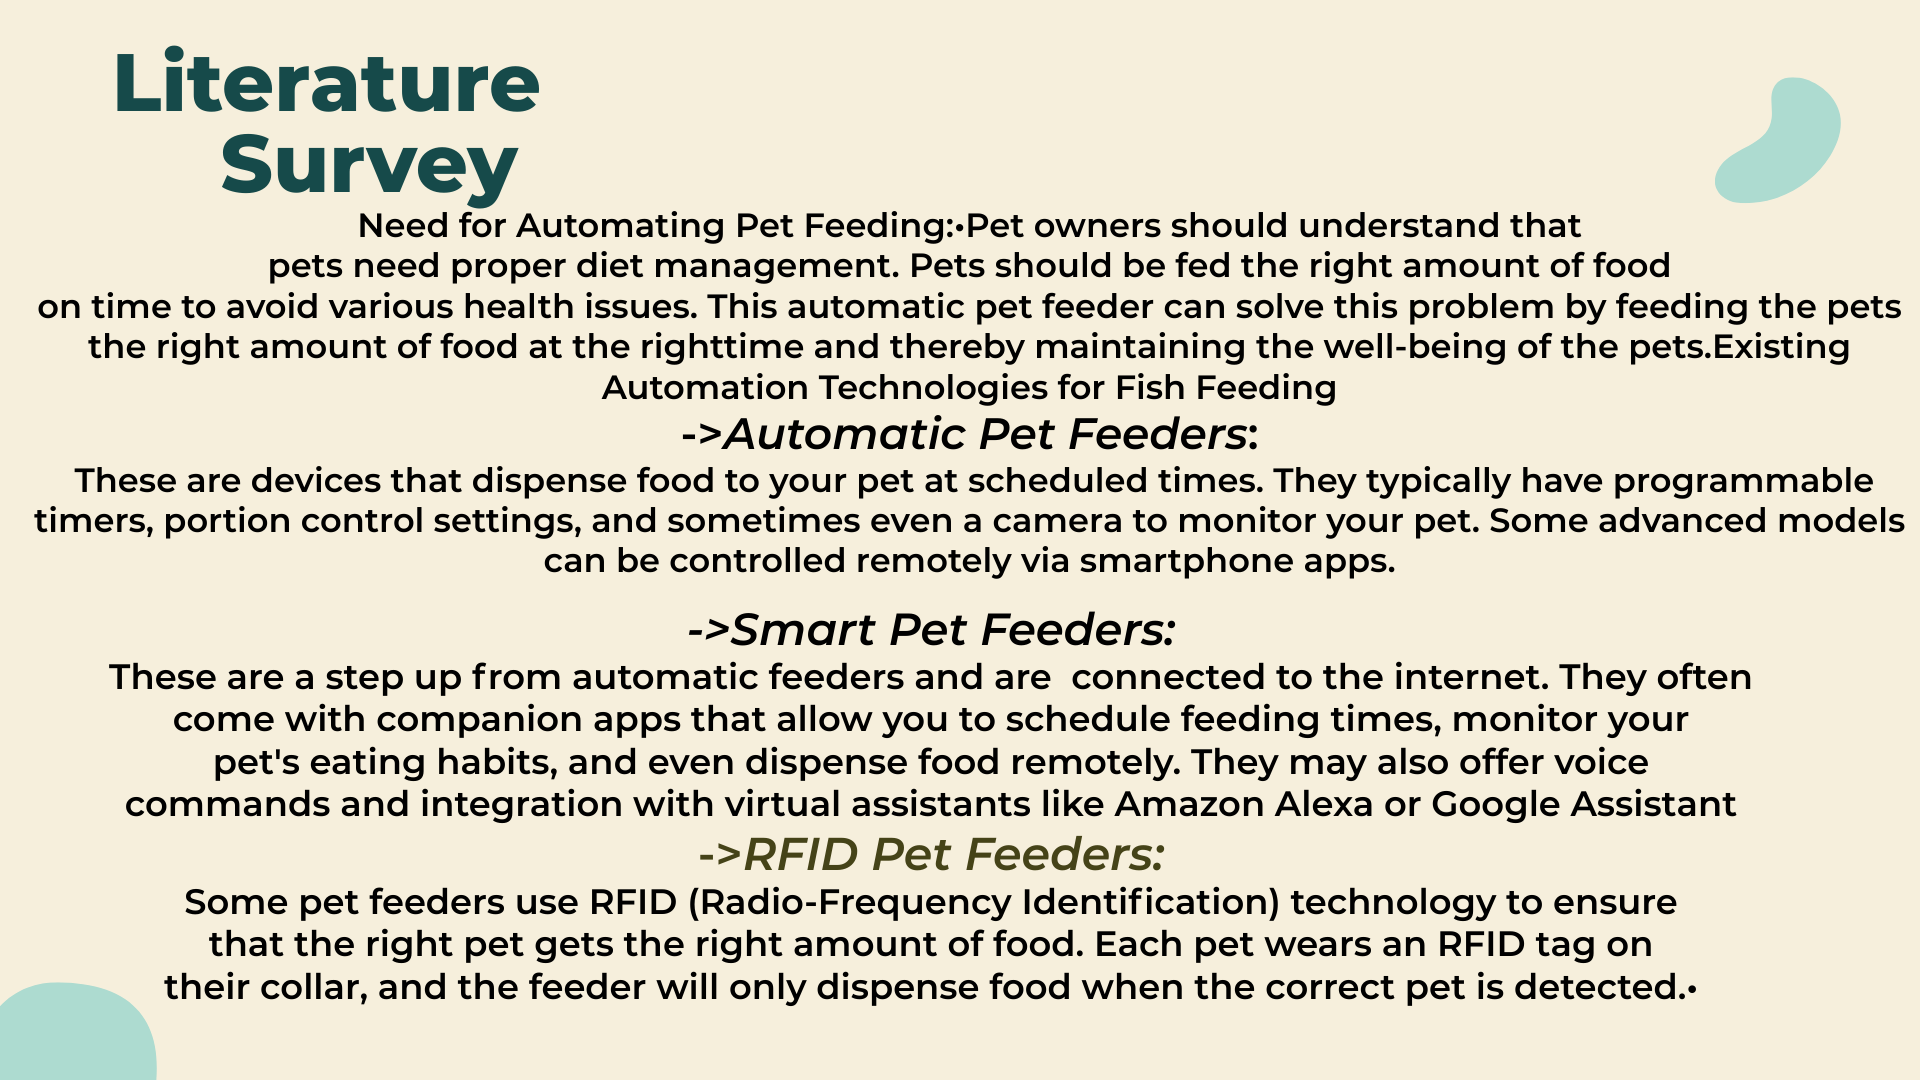 Literature
Survey
Need for Automating Pet Feeding:•Pet owners should understand that
pets need proper diet management. Pets should be fed the right amount of food
on time to avoid various health issues. This automatic pet feeder can solve this problem by feeding the pets
the right amount of food at the righttime and thereby maintaining the well-being of the pets.Existing
Automation Technologies for Fish Feeding
->Automatic Pet Feeders:
These are devices that dispense food to your pet at scheduled times. They typically have programmable
timers, portion control settings, and sometimes even a camera to monitor your pet. Some advanced models
can be controlled remotely via smartphone apps.
->Smart Pet Feeders:
These are a step up from automatic feeders and are  connected to the internet. They often
come with companion apps that allow you to schedule feeding times, monitor your
pet's eating habits, and even dispense food remotely. They may also offer voice
commands and integration with virtual assistants like Amazon Alexa or Google Assistant
->RFID Pet Feeders:
Some pet feeders use RFID (Radio-Frequency Identification) technology to ensure
that the right pet gets the right amount of food. Each pet wears an RFID tag on
their collar, and the feeder will only dispense food when the correct pet is detected.•